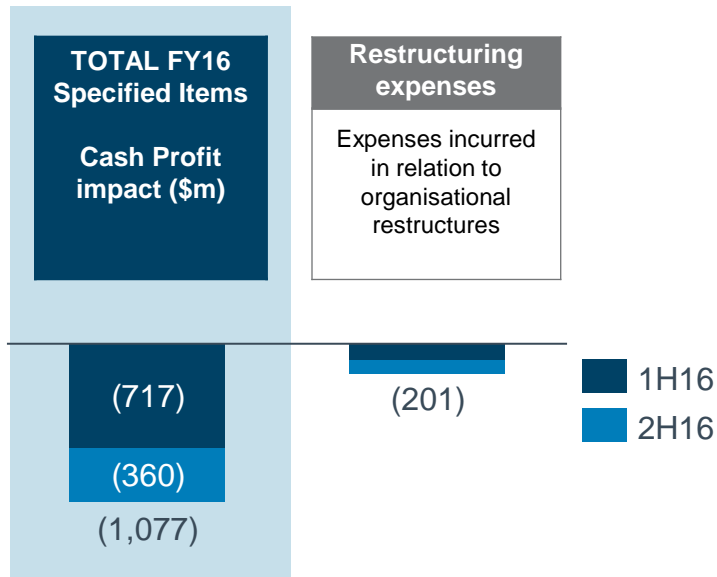 TOTAL FY16
Specified Items
Cash Profit
impact ($m)
Restructuring
expenses
Expenses incurred
in relation to
organisational
restructures
(717)
(360)
(1,077)
(201)
1H16
2H16